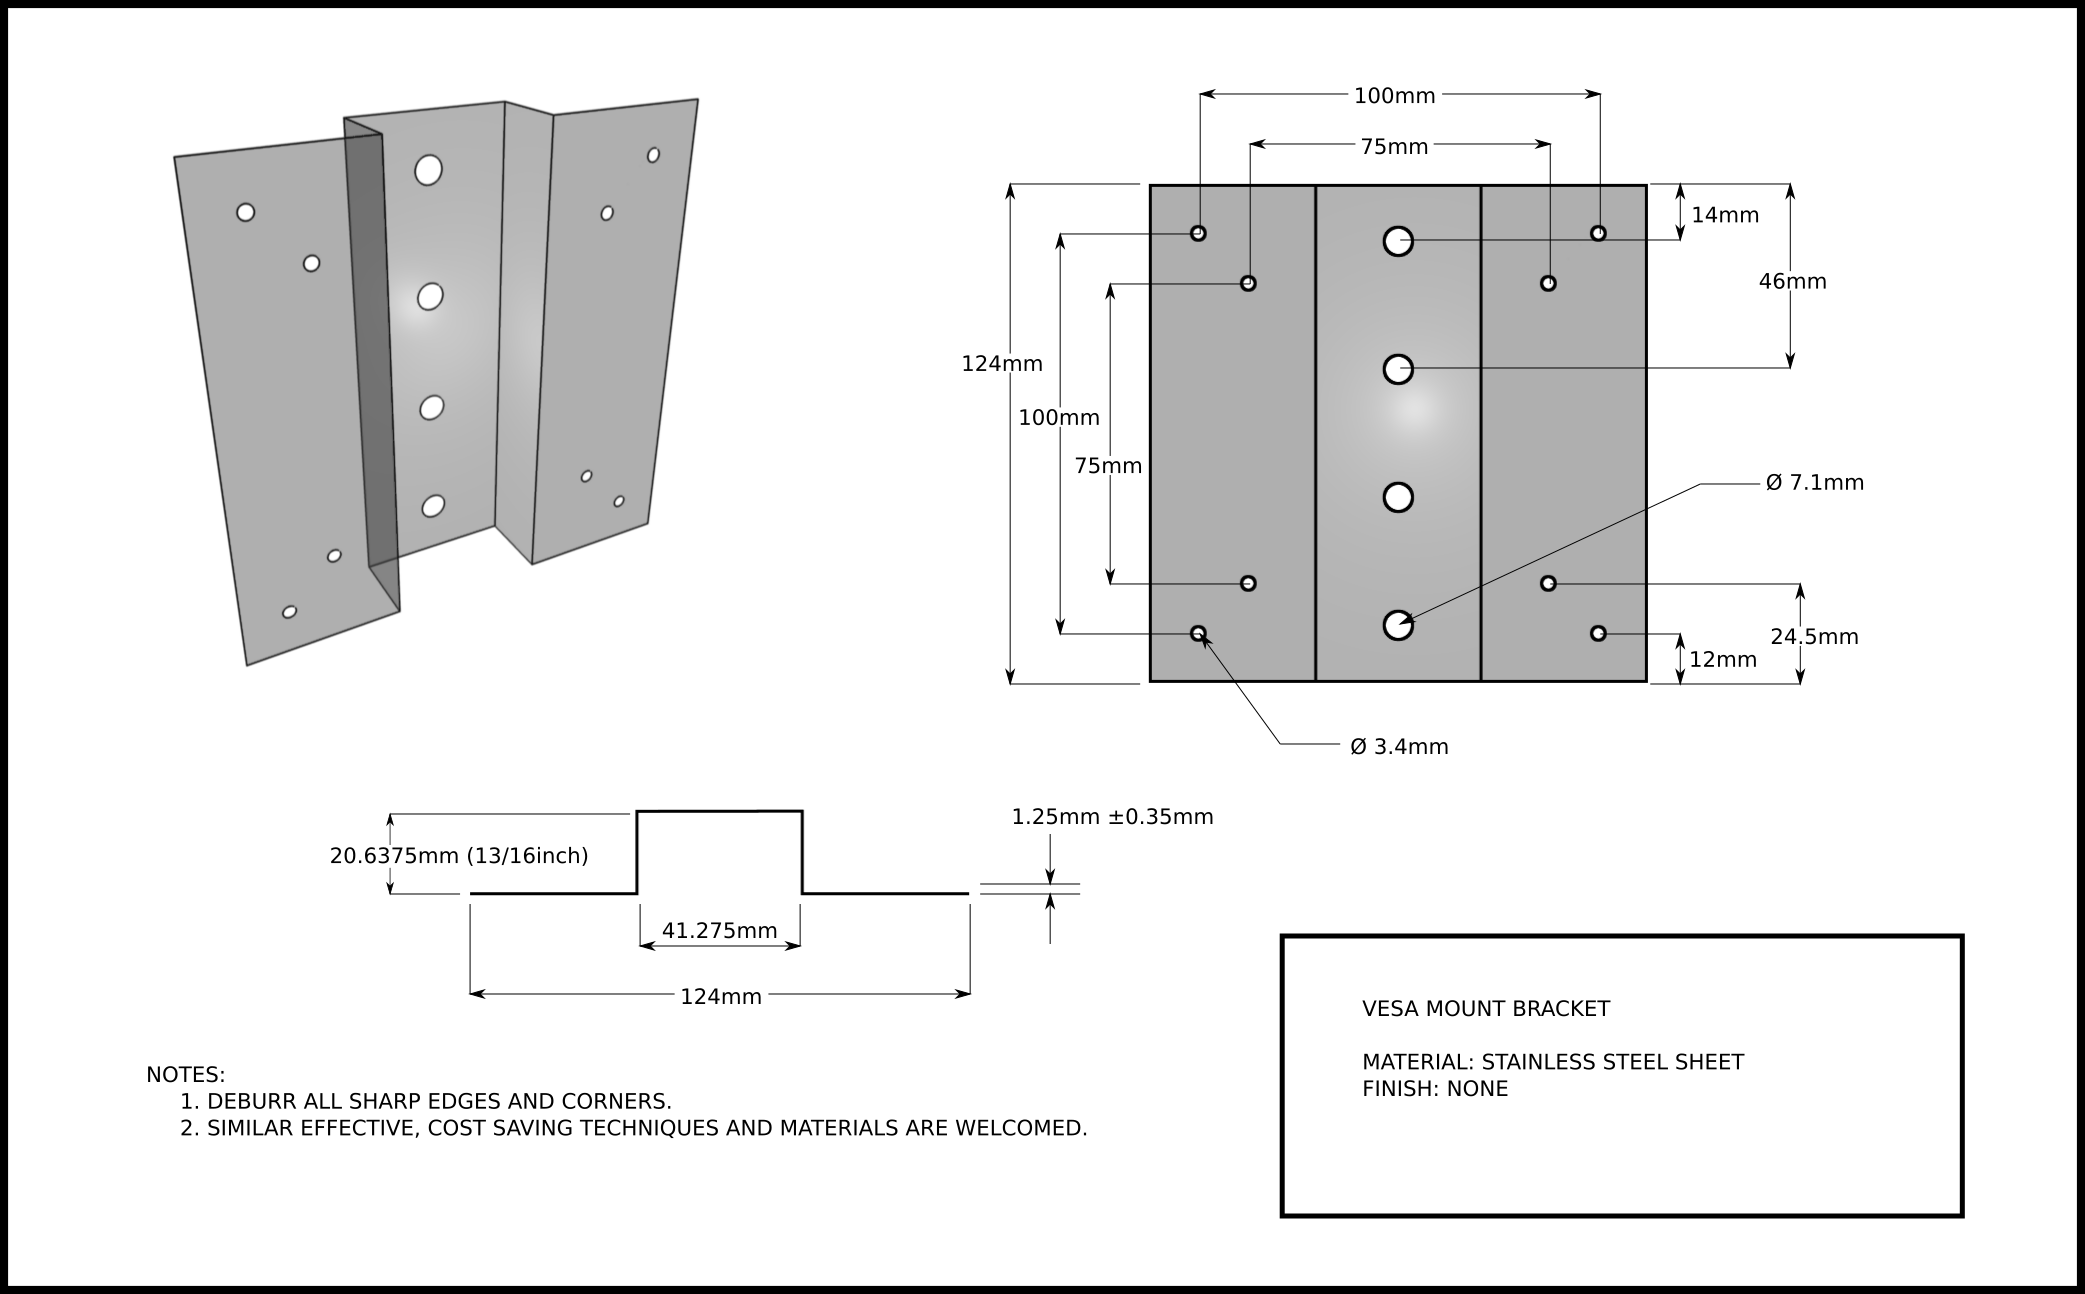 100mm
75mm
14mm
46mm
124mm
100mm
75mm
Ø 7.1mm
24.5mm
12mm
Ø 3.4mm
1.25mm ±0.35mm
20.6375mm (13/16inch)
41.275mm
124mm
VESA MOUNT BRACKET
MATERIAL: STAINLESS STEEL SHEET
FINISH: NONE
NOTES:
1. DEBURR ALL SHARP EDGES AND CORNERS.
2. SIMILAR EFFECTIVE, COST SAVING TECHNIQUES AND MATERIALS ARE WELCOMED.